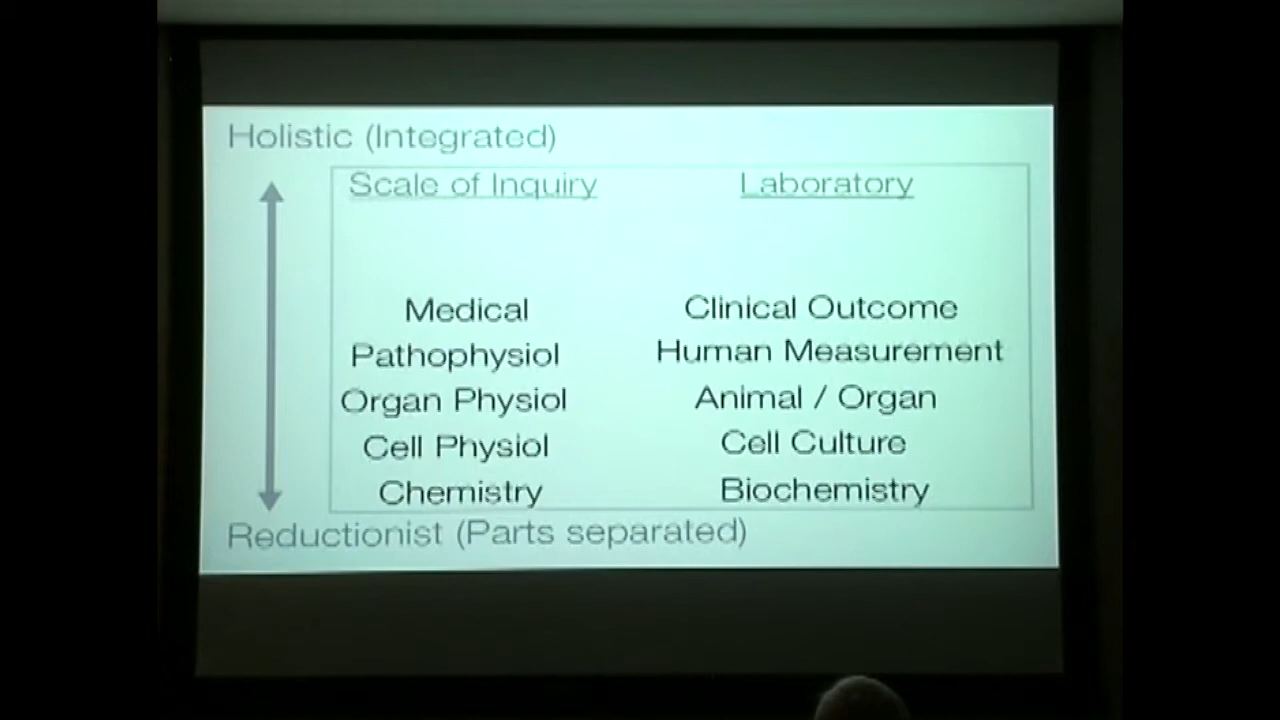 Holistic (Integrated)
Scale of Inquiry Laboratory
Medical Clinical Outcome
Pathophysiol Human Measurement
Organ Physiol Animal / Organ
Cell Physiol Cell Culture
Chemistry Biochemistry
Reductionist (Parts separated)